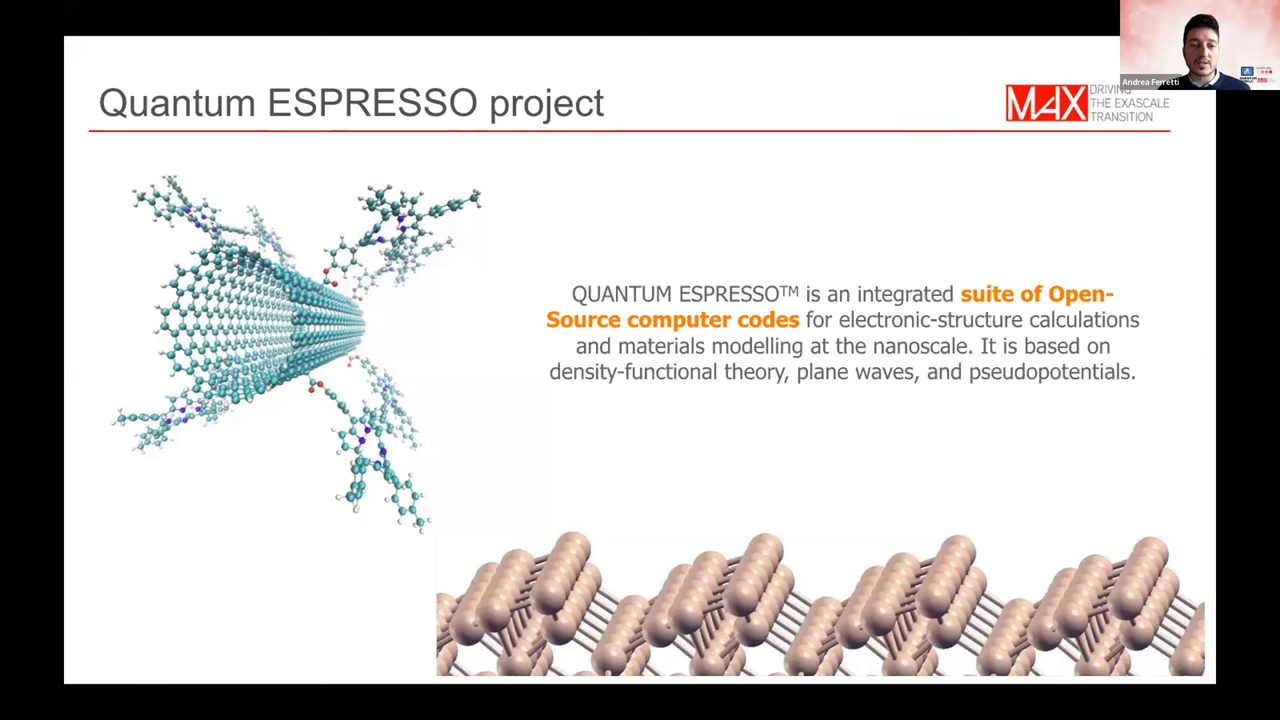 Andrea Ferretti
Quantum ESPRESSO project
MAX
DRIVING
THE EXASCALE
TRANSITION
QUANTUM ESPRESSO™ is an integrated suite of Open-
Source computer codes for electronic-structure calculations
and materials modelling at the nanoscale. It is based on
density-functional theory, plane waves, and pseudopotentials.